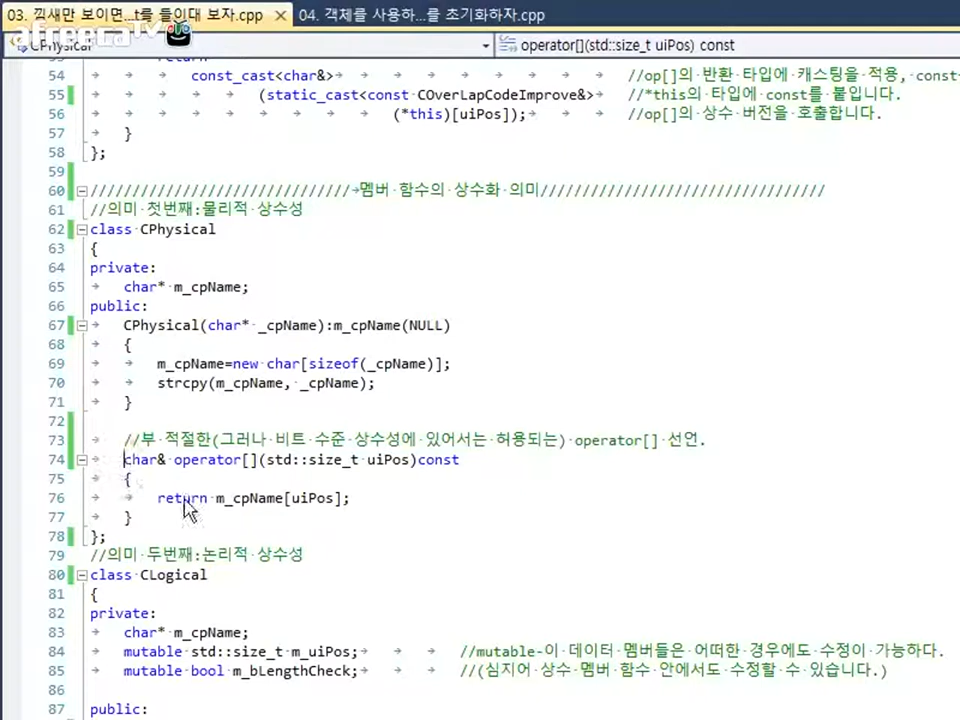 03. 낌새만 보이면...t를 들이대 보자.cpp
04. 객체를 사용하...를 초기화하자.cpp
afreecaTV
CPhysical
operator[](std::size_t uiPos) const
54 const_cast<char&> //op[]의 반환 타입에 캐스팅을 적용, const
55 (static_cast<const COverLapCodeImprove&> //*this의 타입에 const를 붙입니다.
56 (*this)[uiPos]); //op[]의 상수 버전을 호출합니다.
57 }
58 };
59
60 ///////////////////////////////멤버 함수의 상수화 의미//////////////////////////////////
61 //의미 첫번째:물리적 상수성
62 class CPhysical
63 {
64 private:
65 char* m_cpName;
66 public:
67 CPhysical(char* _cpName):m_cpName(NULL)
68 {
69 m_cpName=new char[sizeof(_cpName)];
70 strcpy(m_cpName, _cpName);
71 }
72
73 //부 적절한(그러나 비트 수준 상수성에 있어서는 허용되는) operator[] 선언.
74 char& operator[](std::size_t uiPos)const
75 {
76 return m_cpName[uiPos];
77 }
78 };
79 //의미 두번째:논리적 상수성
80 class CLogical
81 {
82 private:
83 char* m_cpName;
84 mutable std::size_t m_uiPos; //mutable-이 데이터 멤버들은 어떠한 경우에도 수정이 가능하다.
85 mutable bool m_bLengthCheck; //(심지어 상수 멤버 함수 안에서도 수정할 수 있습니다.)
86
87 public: